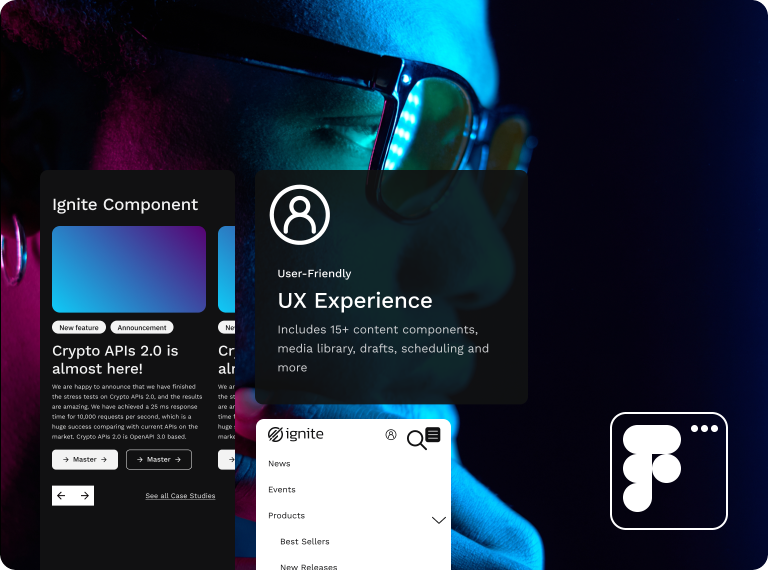 Ignite Component
New feature
Announcement
Crypto APIs 2.0 is
almost here!
We are happy to announce that we have finished
the stress tests on Crypto APIs 2.0, and the results
are amazing. We have achieved a 25 ms response
time for 10,000 requests per second, which is a
huge success comparing with current APIs on the
market. Crypto APIs 2.0 is OpenAPI 3.0 based.
→ Master →
→ Master →
← →
See all Case Studies
User-Friendly
UX Experience
Includes 15+ content components,
media library, drafts, scheduling and
more
ignite
News
Events
Products
Best Sellers
New Releases